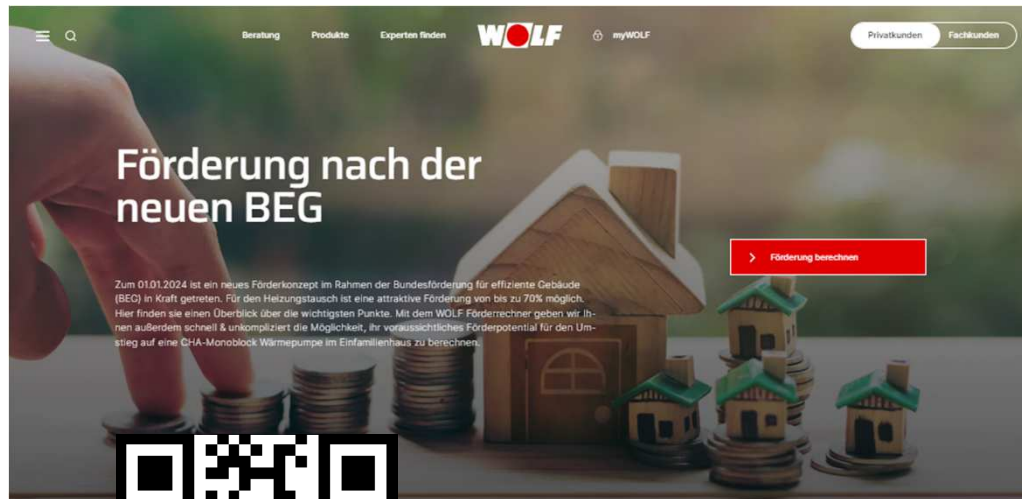 Beratung Produkte Experten finden WOLF myWOLF Privatkunden Fachkunden
Förderung nach der
neuen BEG
Förderung berechnen
Zum 01.01.2024 ist ein neues Förderkonzept im Rahmen der Bundesförderung für effiziente Gebäude
(BEG) in Kraft getreten. Für den Heizungstausch ist eine attraktive Förderung von bis zu 70% möglich.
Hier finden sie einen Überblick über die wichtigsten Punkte. Mit dem WOLF Förderrechner geben wir Ih-
nen außerdem schnell & unkompliziert die Möglichkeit, ihr voraussichtliches Förderpotential für den Um-
stieg auf eine CHA-Monoblock Wärmepumpe im Einfamilienhaus zu berechnen.